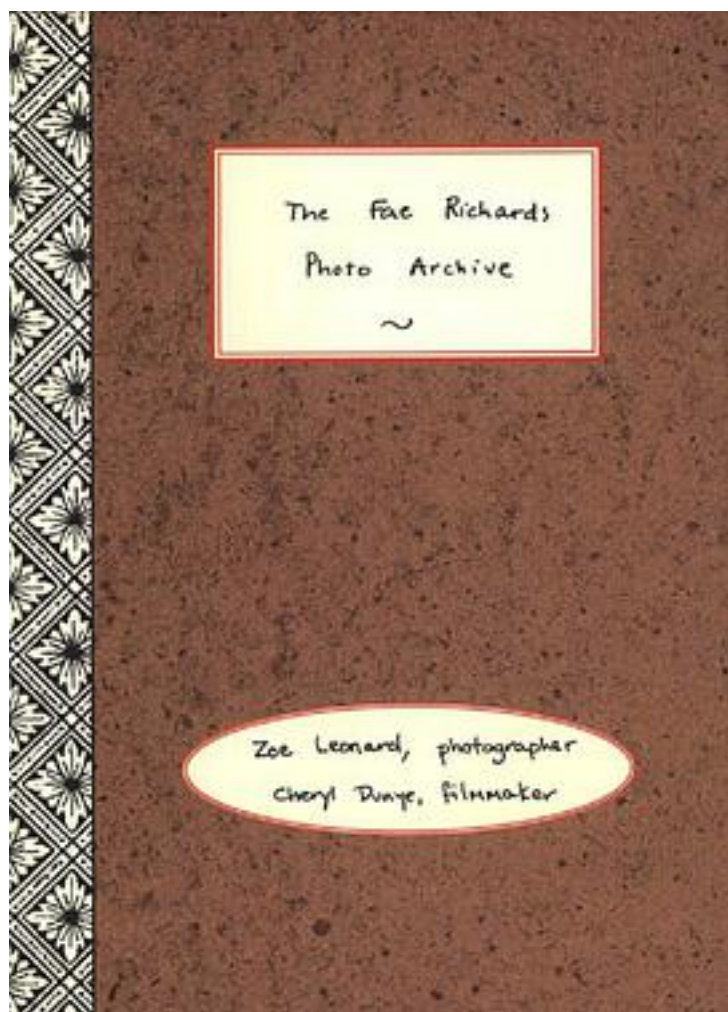 The Fae Richards
Photo Archive
~
Zoe Leonard, photographer
Cheryl Dunye, filmmaker